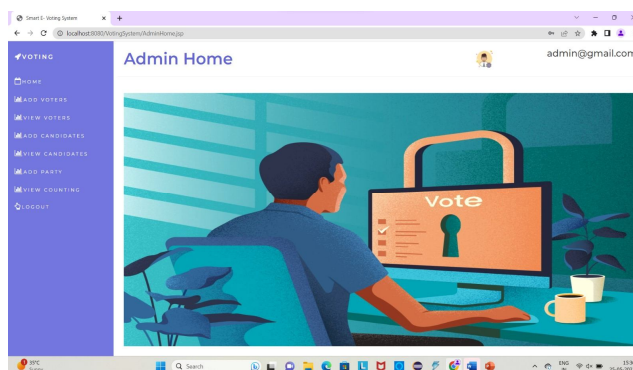 Smart E- Voting System
localhost:8080/VotingSystem/AdminHome.jsp
VOTING
Admin Home
admin@gmail.com
HOME
ADD VOTERS
VIEW VOTERS
ADD CANDIDATES
VIEW CANDIDATES
ADD PARTY
VIEW COUNTING
LOGOUT
Vote
35°C
Search
ENG